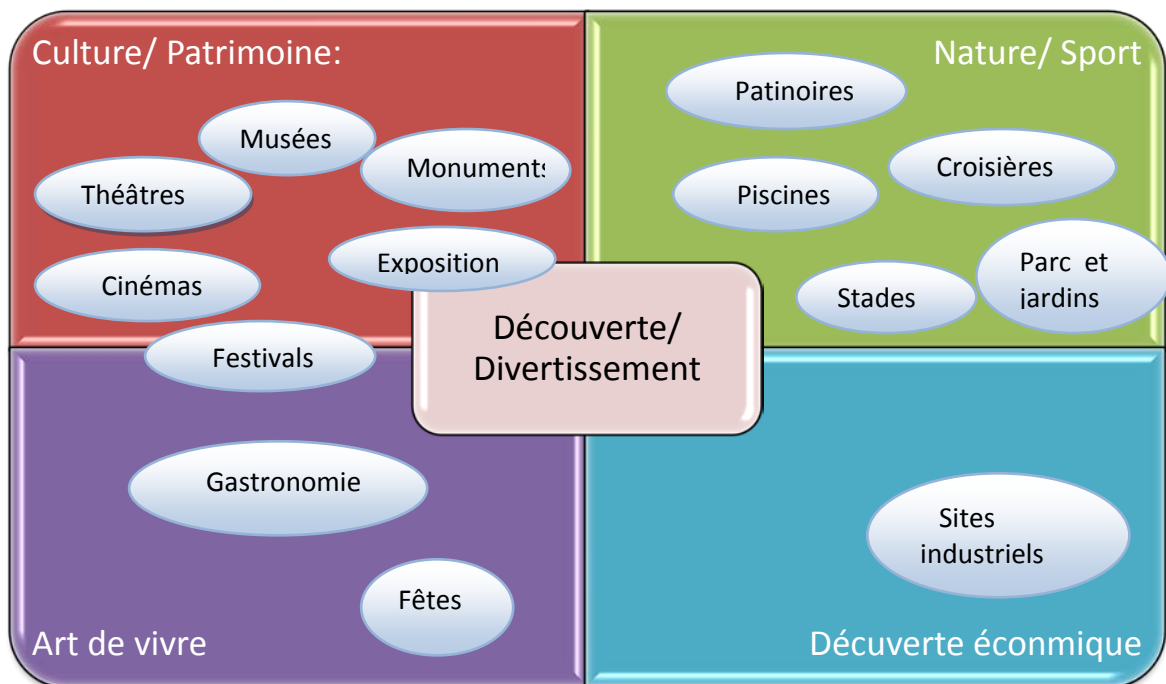 Culture/ Patrimoine:
Musées
Monuments
Théâtres
Exposition
Cinémas
Festivals
Nature/ Sport
Patinoires
Croisières
Piscines
Parc et
jardins
Stades
Découverte/
Divertissement
Gastronomie
Fêtes
Art de vivre
Sites
industriels
Décuverte éconmique